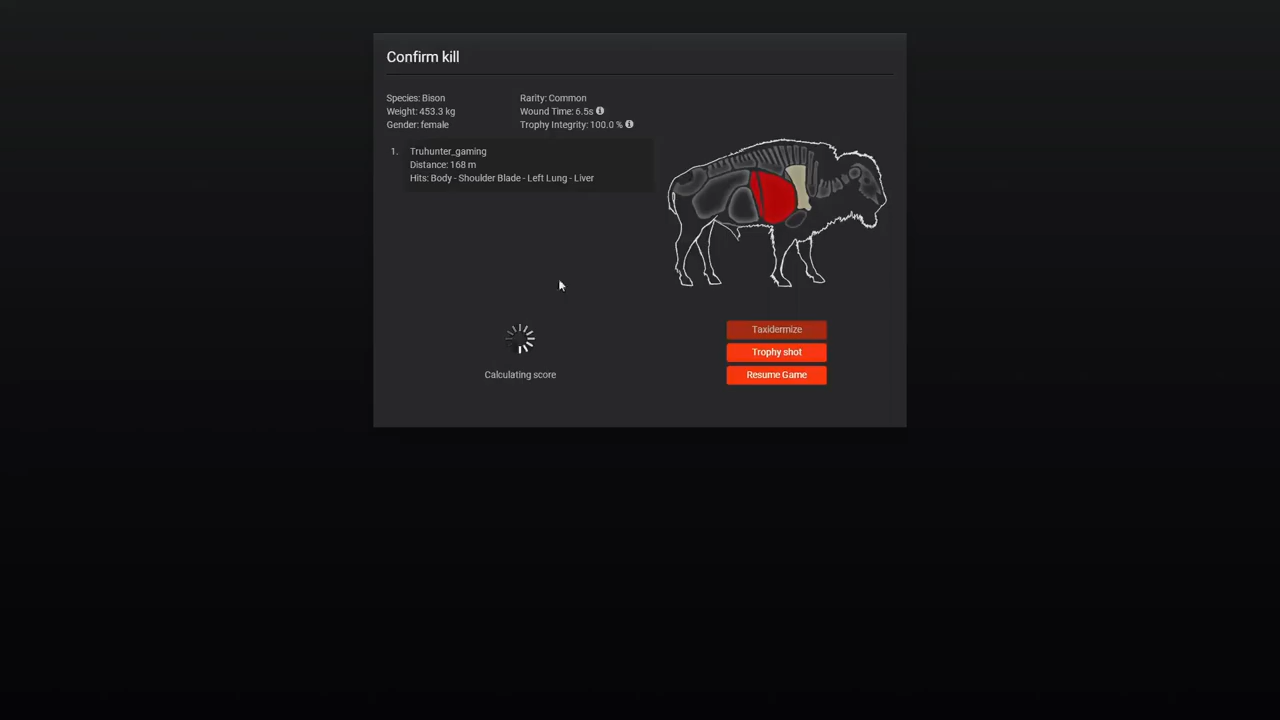 Confirm kill
Species: Bison
Weight: 453.3 kg
Gender: female
Rarity: Common
Wound Time: 6.5s
Trophy Integrity: 100.0 %
1. Truhunter_gaming
Distance: 168 m
Hits: Body - Shoulder Blade - Left Lung - Liver
Calculating score
Taxidermize
Trophy shot
Resume Game